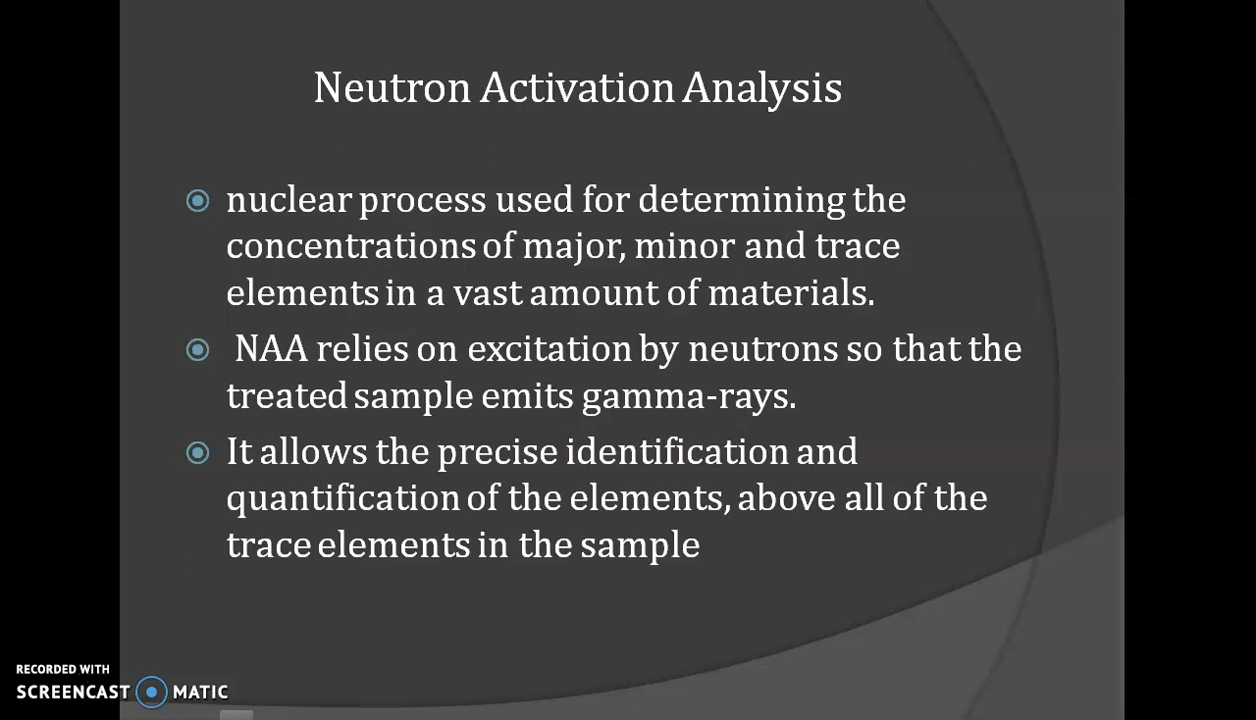 Neutron Activation Analysis
nuclear process used for determining the
concentrations of major, minor and trace
elements in a vast amount of materials.
NAA relies on excitation by neutrons so that the
treated sample emits gamma-rays.
It allows the precise identification and
quantification of the elements, above all of the
trace elements in the sample
RECORDED WITH
SCREENCAST MATIC